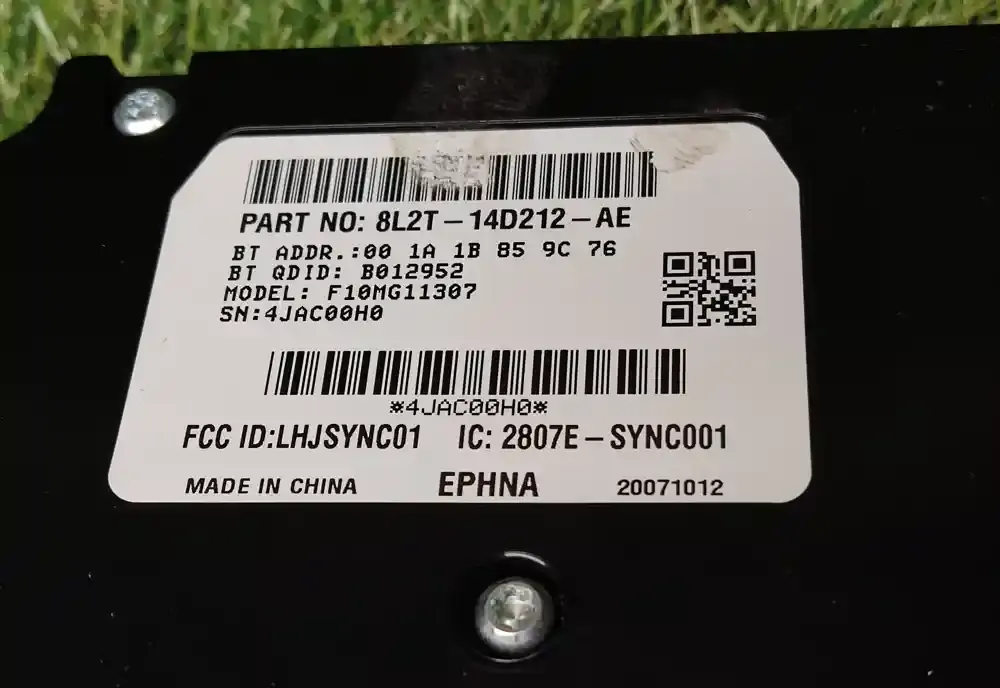 PART NO: 8L2T-14D212-AE
BT ADDR.:00 1A 1B 85 9C 76
BT QDID: B012952
MODEL: F10MG11307
SN:4JAC00H0
*4JAC00H0*
FCC ID:LHJSYNC01 IC: 2807E-SYNC001
MADE IN CHINA EPHNA 20071012